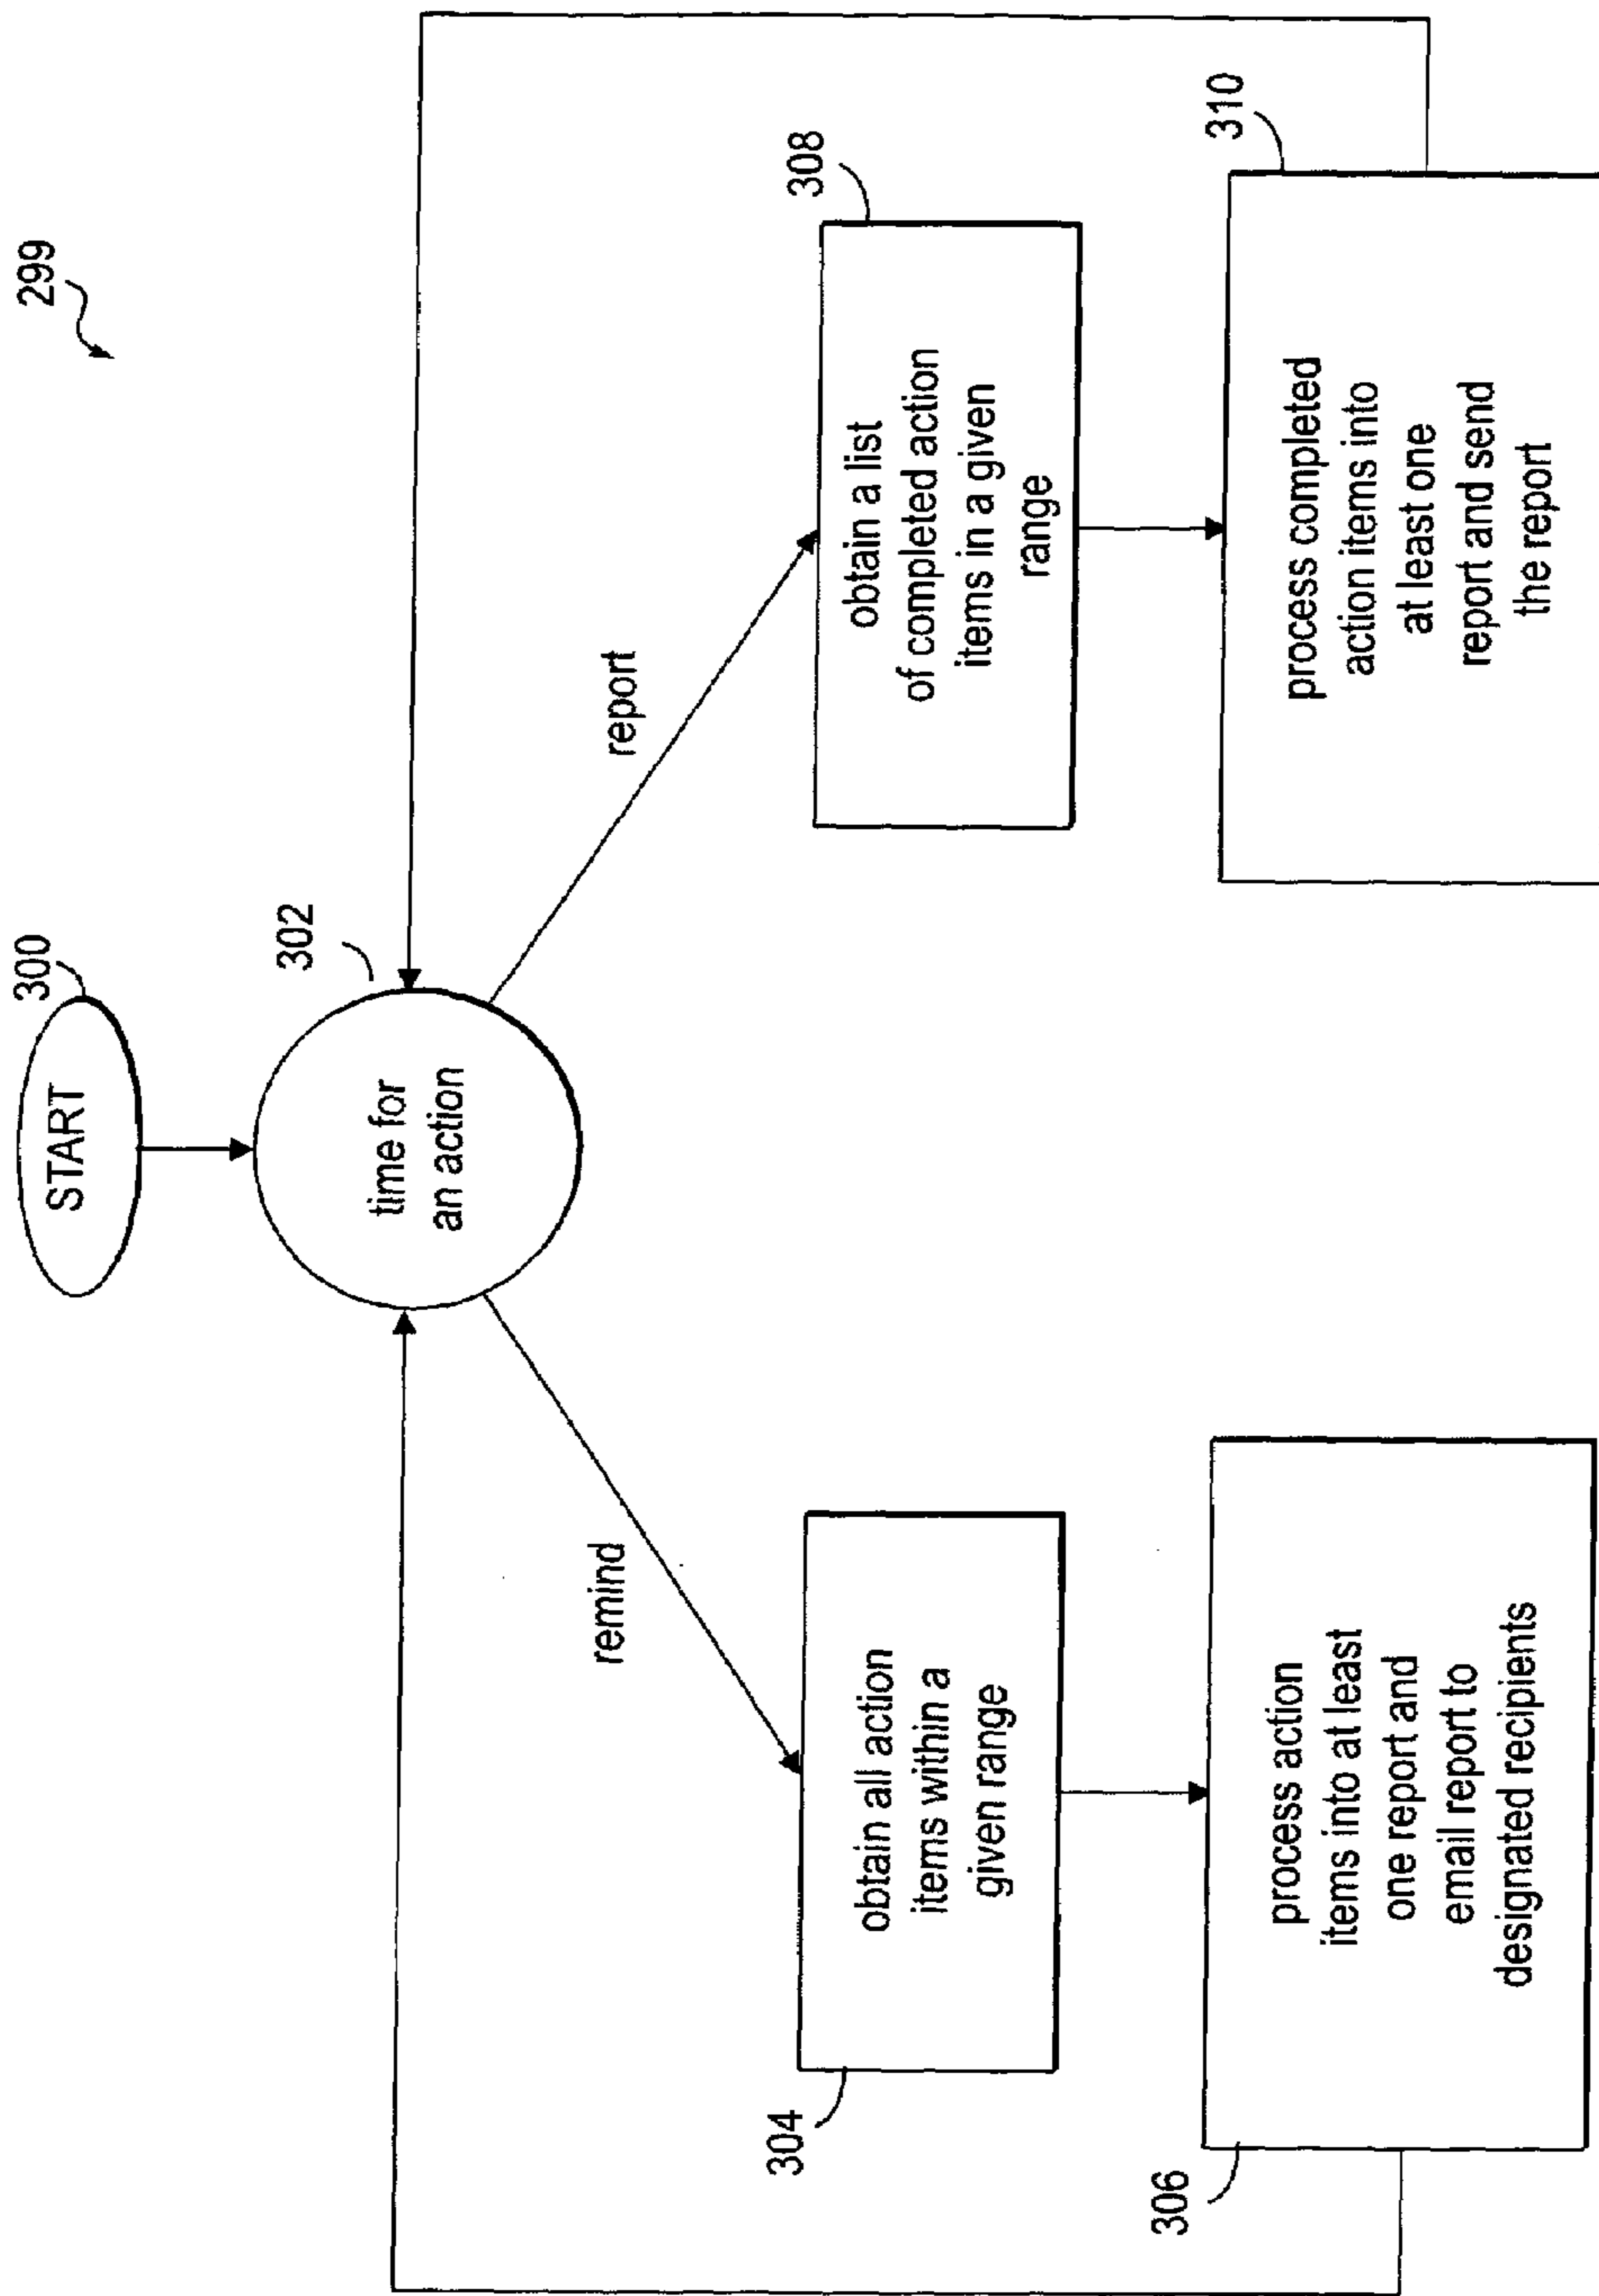 299
300
START
302
time for
an action
remind
report
304
obtain all action
items within a
given range
308
obtain a list
of completed action
items in a given
range
306
process action
items into at least
one report and
email report to
designated recipients
310
process completed
action items into
at least one
report and send
the report